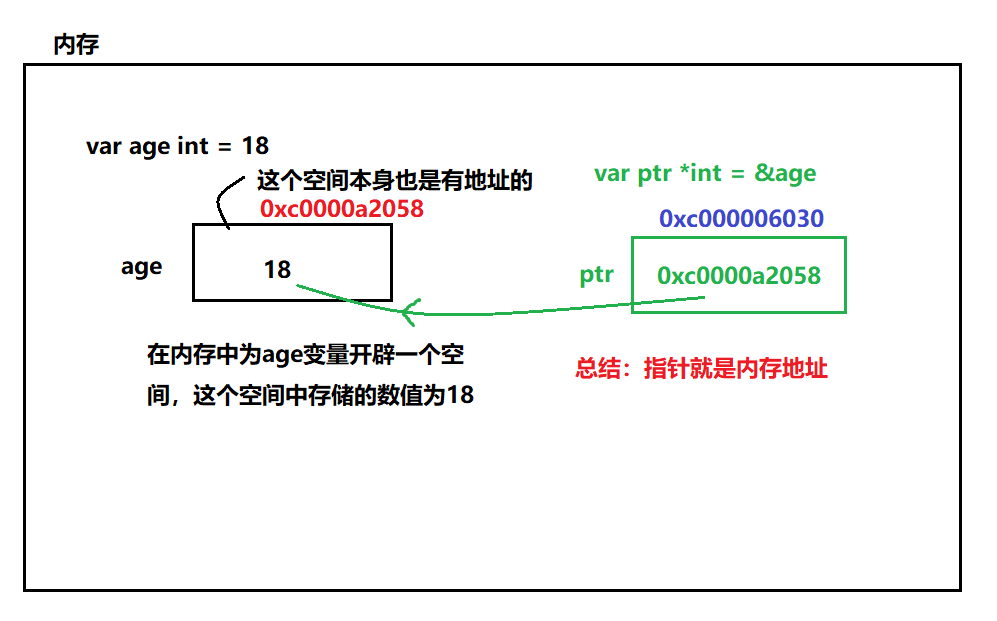 内存
var age int = 18
这个空间本身也是有地址的
0xc0000a2058
age
18
在内存中为age变量开辟一个空
间，这个空间中存储的数值为18
var ptr *int = &age
0xc000006030
ptr
0xc0000a2058
总结：指针就是内存地址